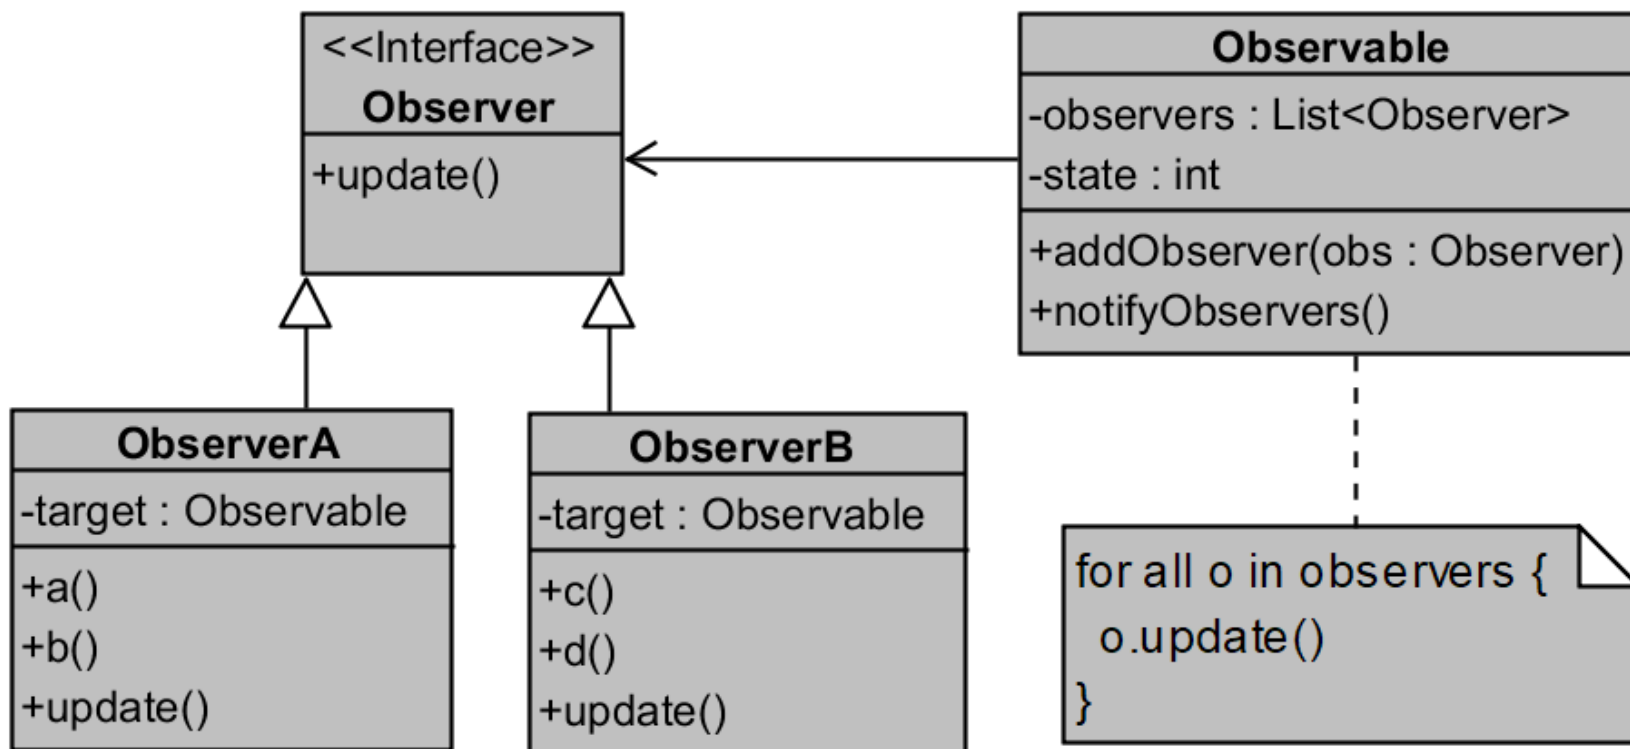 <<Interface>>
Observer
+update()
Observable
-observers : List<Observer>
-state : int
+addObserver(obs : Observer)
+notifyObservers()
ObserverA
-target : Observable
+a()
+b()
+update()
ObserverB
-target : Observable
+c()
+d()
+update()
for all o in observers {
o.update()
}